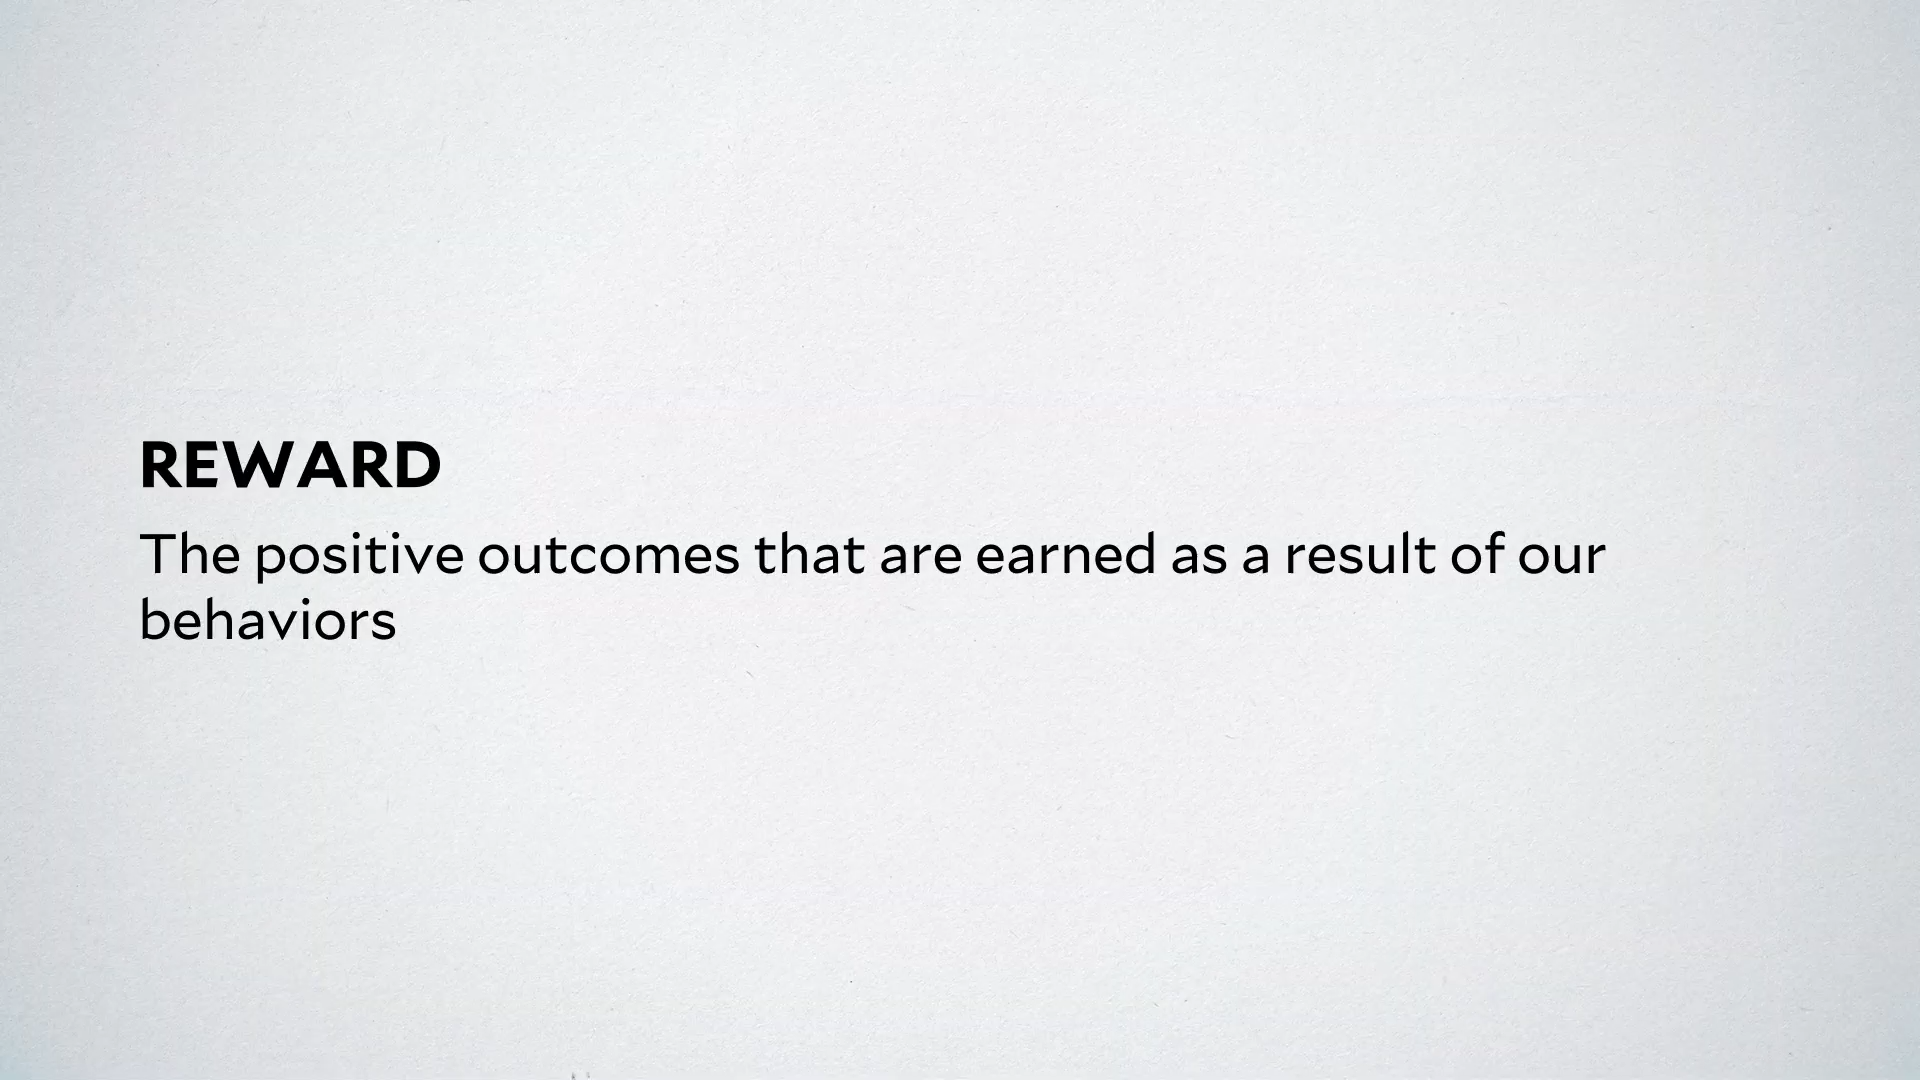 REWARD
The positive outcomes that are earned as a result of our
behaviors